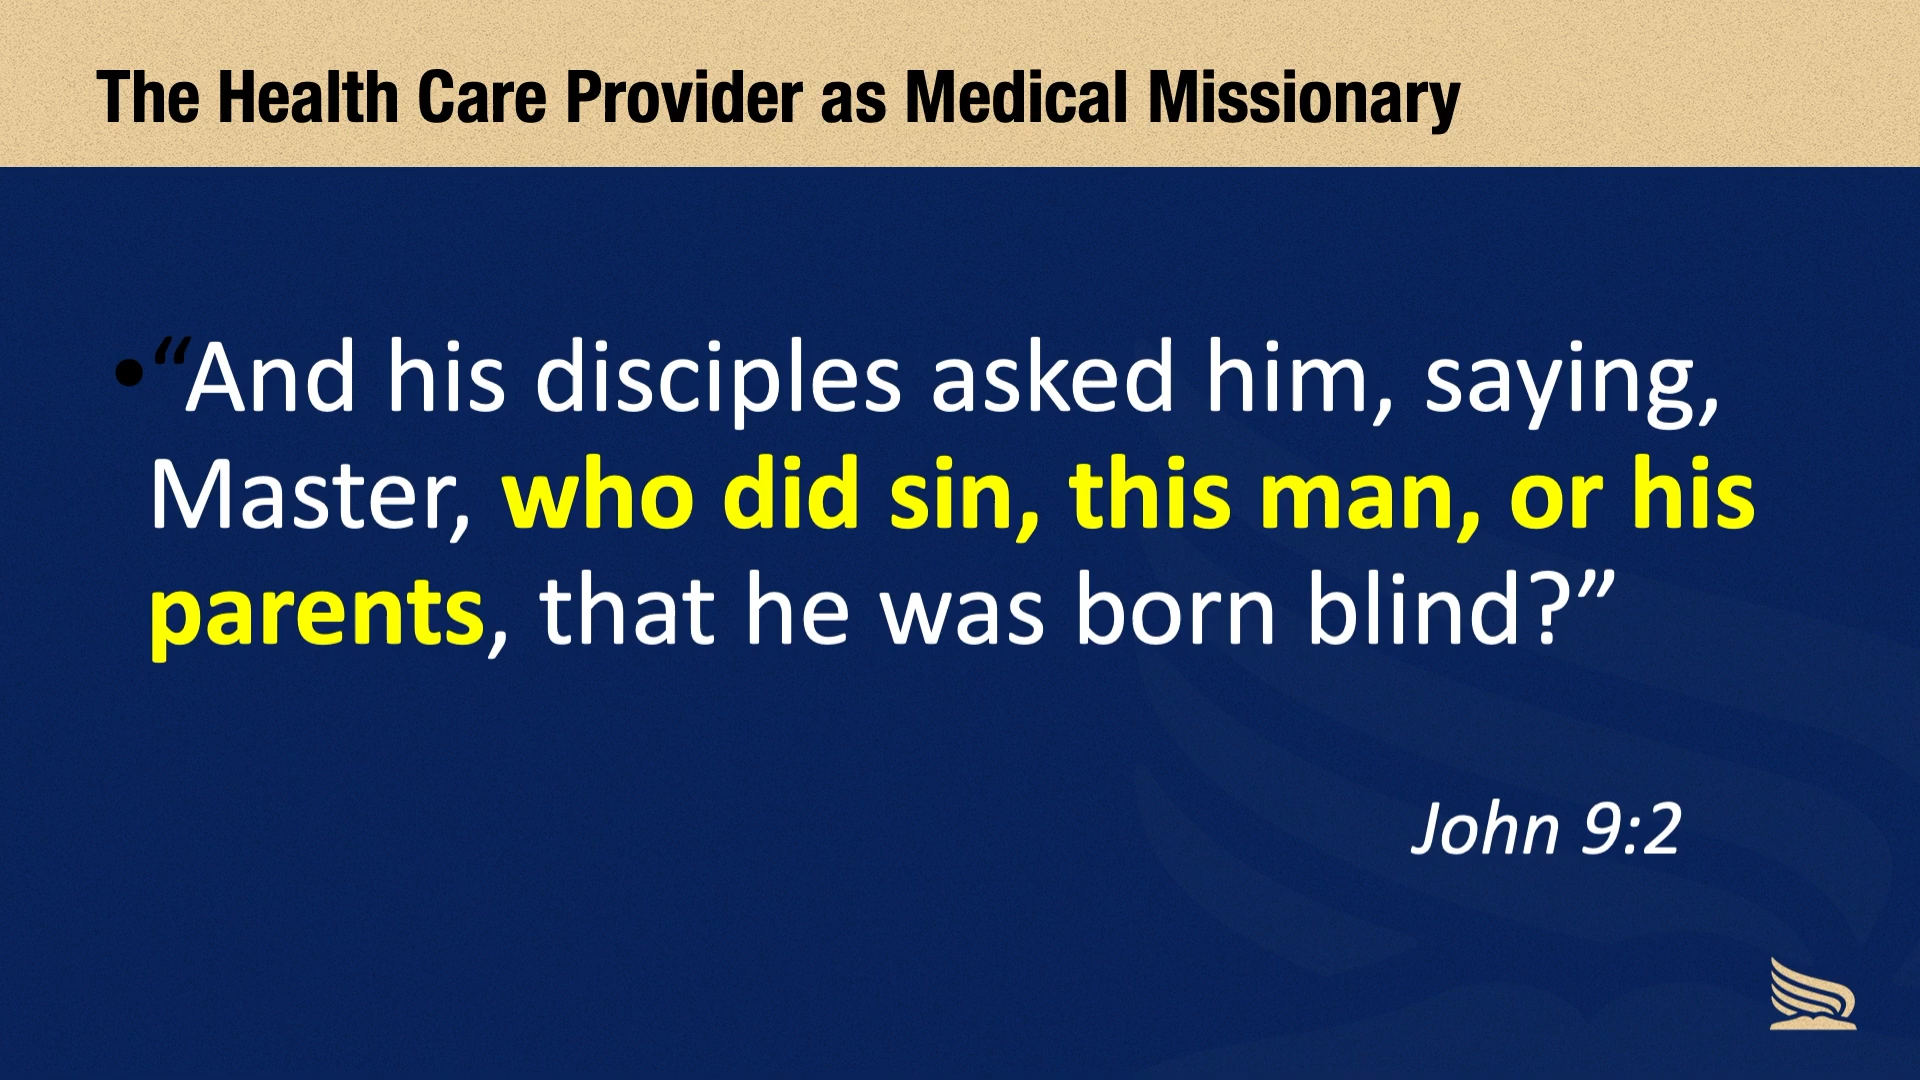 The Health Care Provider as Medical Missionary
•“And his disciples asked him, saying,
Master, who did sin, this man, or his
parents, that he was born blind?”
John 9:2